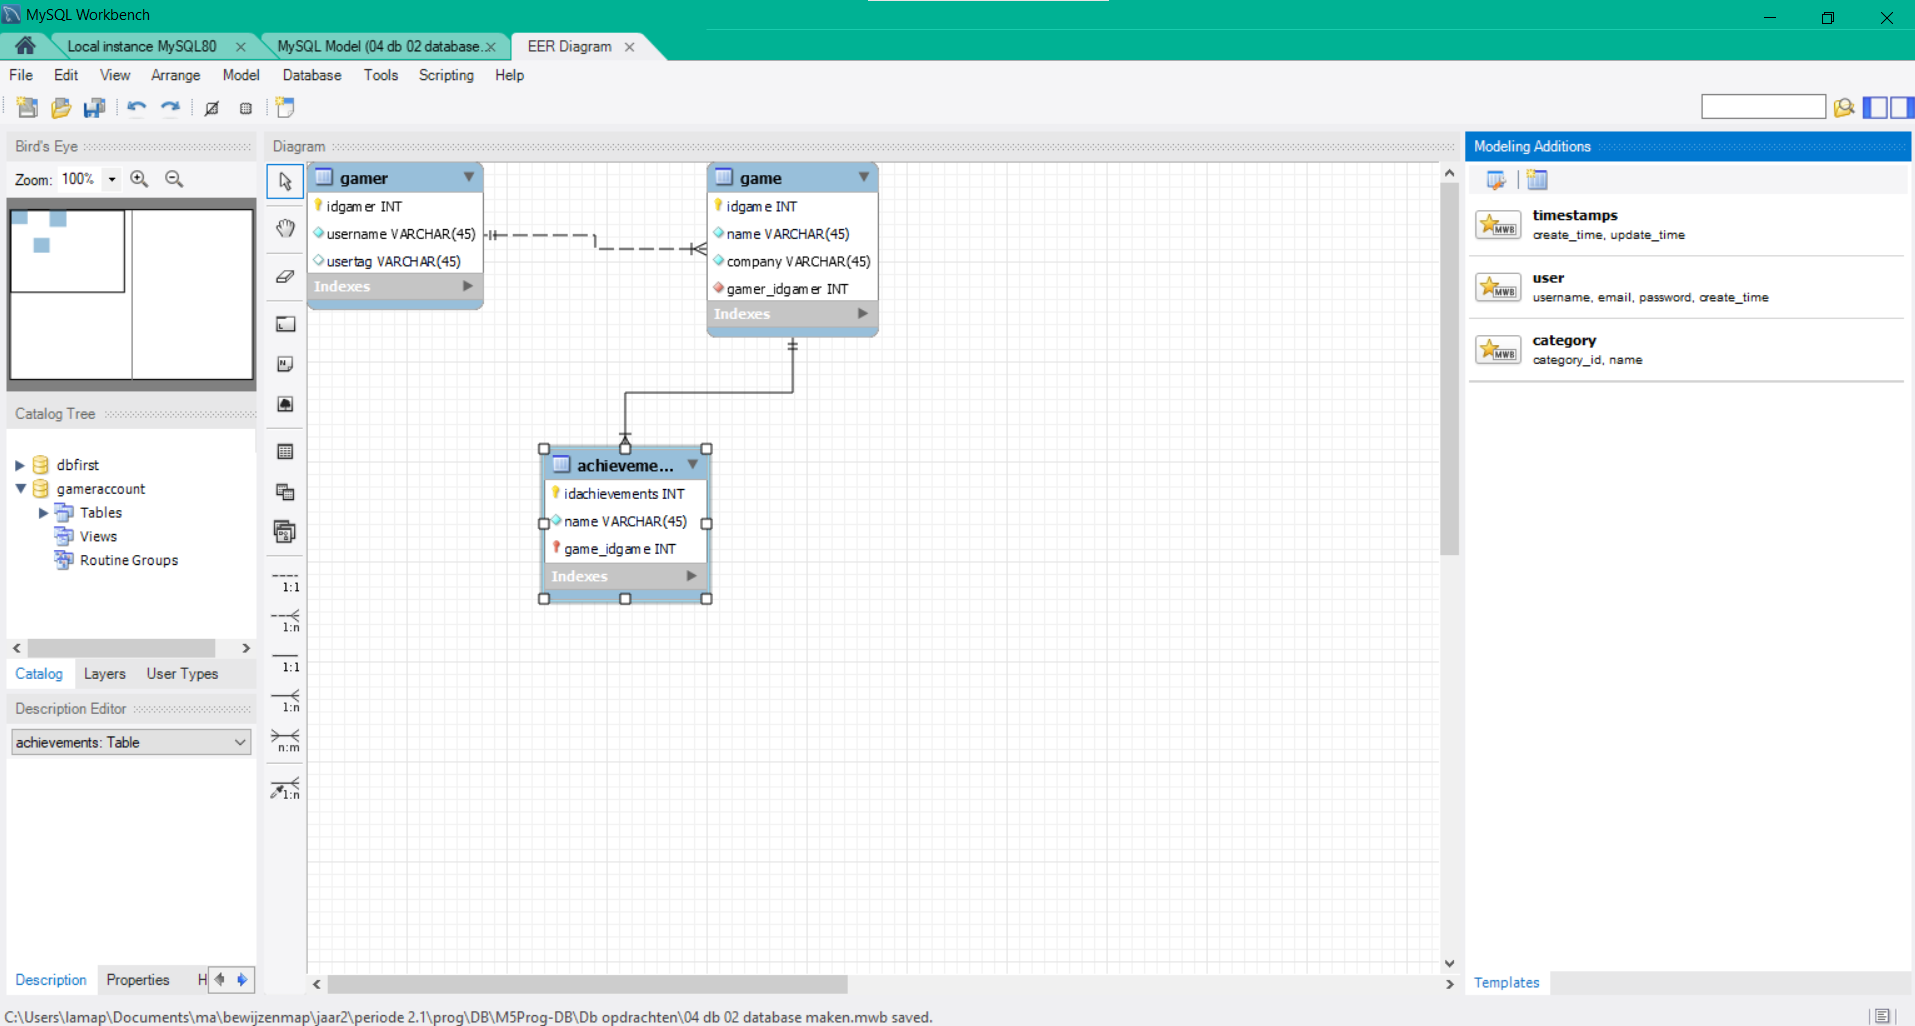 MySQL Workbench
Local instance MySQL80
MySQL Model (04 db 02 database.
EER Diagram
File Edit View Arrange Model Database Tools Scripting Help
Bird's Eye
Zoom: 100%
Catalog Tree
dbfirst
gameraccount
Tables
Views
Routine Groups
Catalog Layers User Types
Description Editor
achievements: Table
Description Properties H
Diagram
1:1
1:n
1:1
1:n
n:m
1:n
gamer
idgamer INT
username VARCHAR(45)
usertag VARCHAR(45)
Indexes
game
idgame INT
name VARCHAR(45)
company VARCHAR(45)
gamer_idgamer INT
Indexes
achieveme...
idachievements INT
name VARCHAR(45)
game_idgame INT
Indexes
Modeling Additions
MWB
timestamps
create_time, update_time
MWB
user
username, email, password, create_time
MWB
category
category_id, name
Templates
C:\Users\lamap\Documents\ma\bewijzenmap\jaar2\periode 2.1\prog\DB\M5Prog-DB\Db opdrachten\04 db 02 database maken.mwb saved.